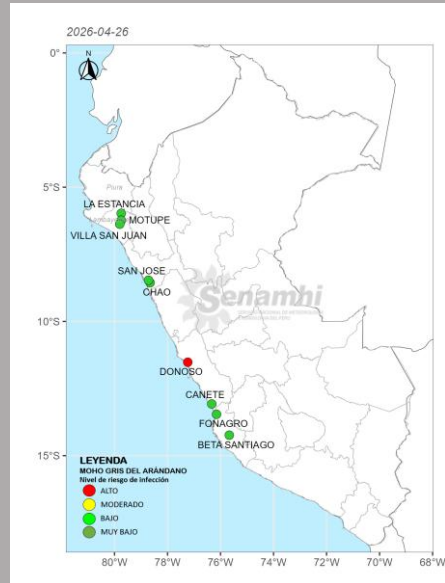 2026-04-26
N
0°
5°S
10°S
15°S
Piura
LA ESTANCIA
MOTUPE
VILLA SAN JUAN
SAN JOSE
CHAO
Senamhi
DONOSO
CANETE
FONAGRO
BETA SANTIAGO
LEYENDA
MOHO GRIS DEL ARÁNDANO
Nivel de riesgo de infección
ALTO
MODERADO
BAJO
MUY BAJO
80°W 78°W 76°W 74°W 72°W 70°W 68°W